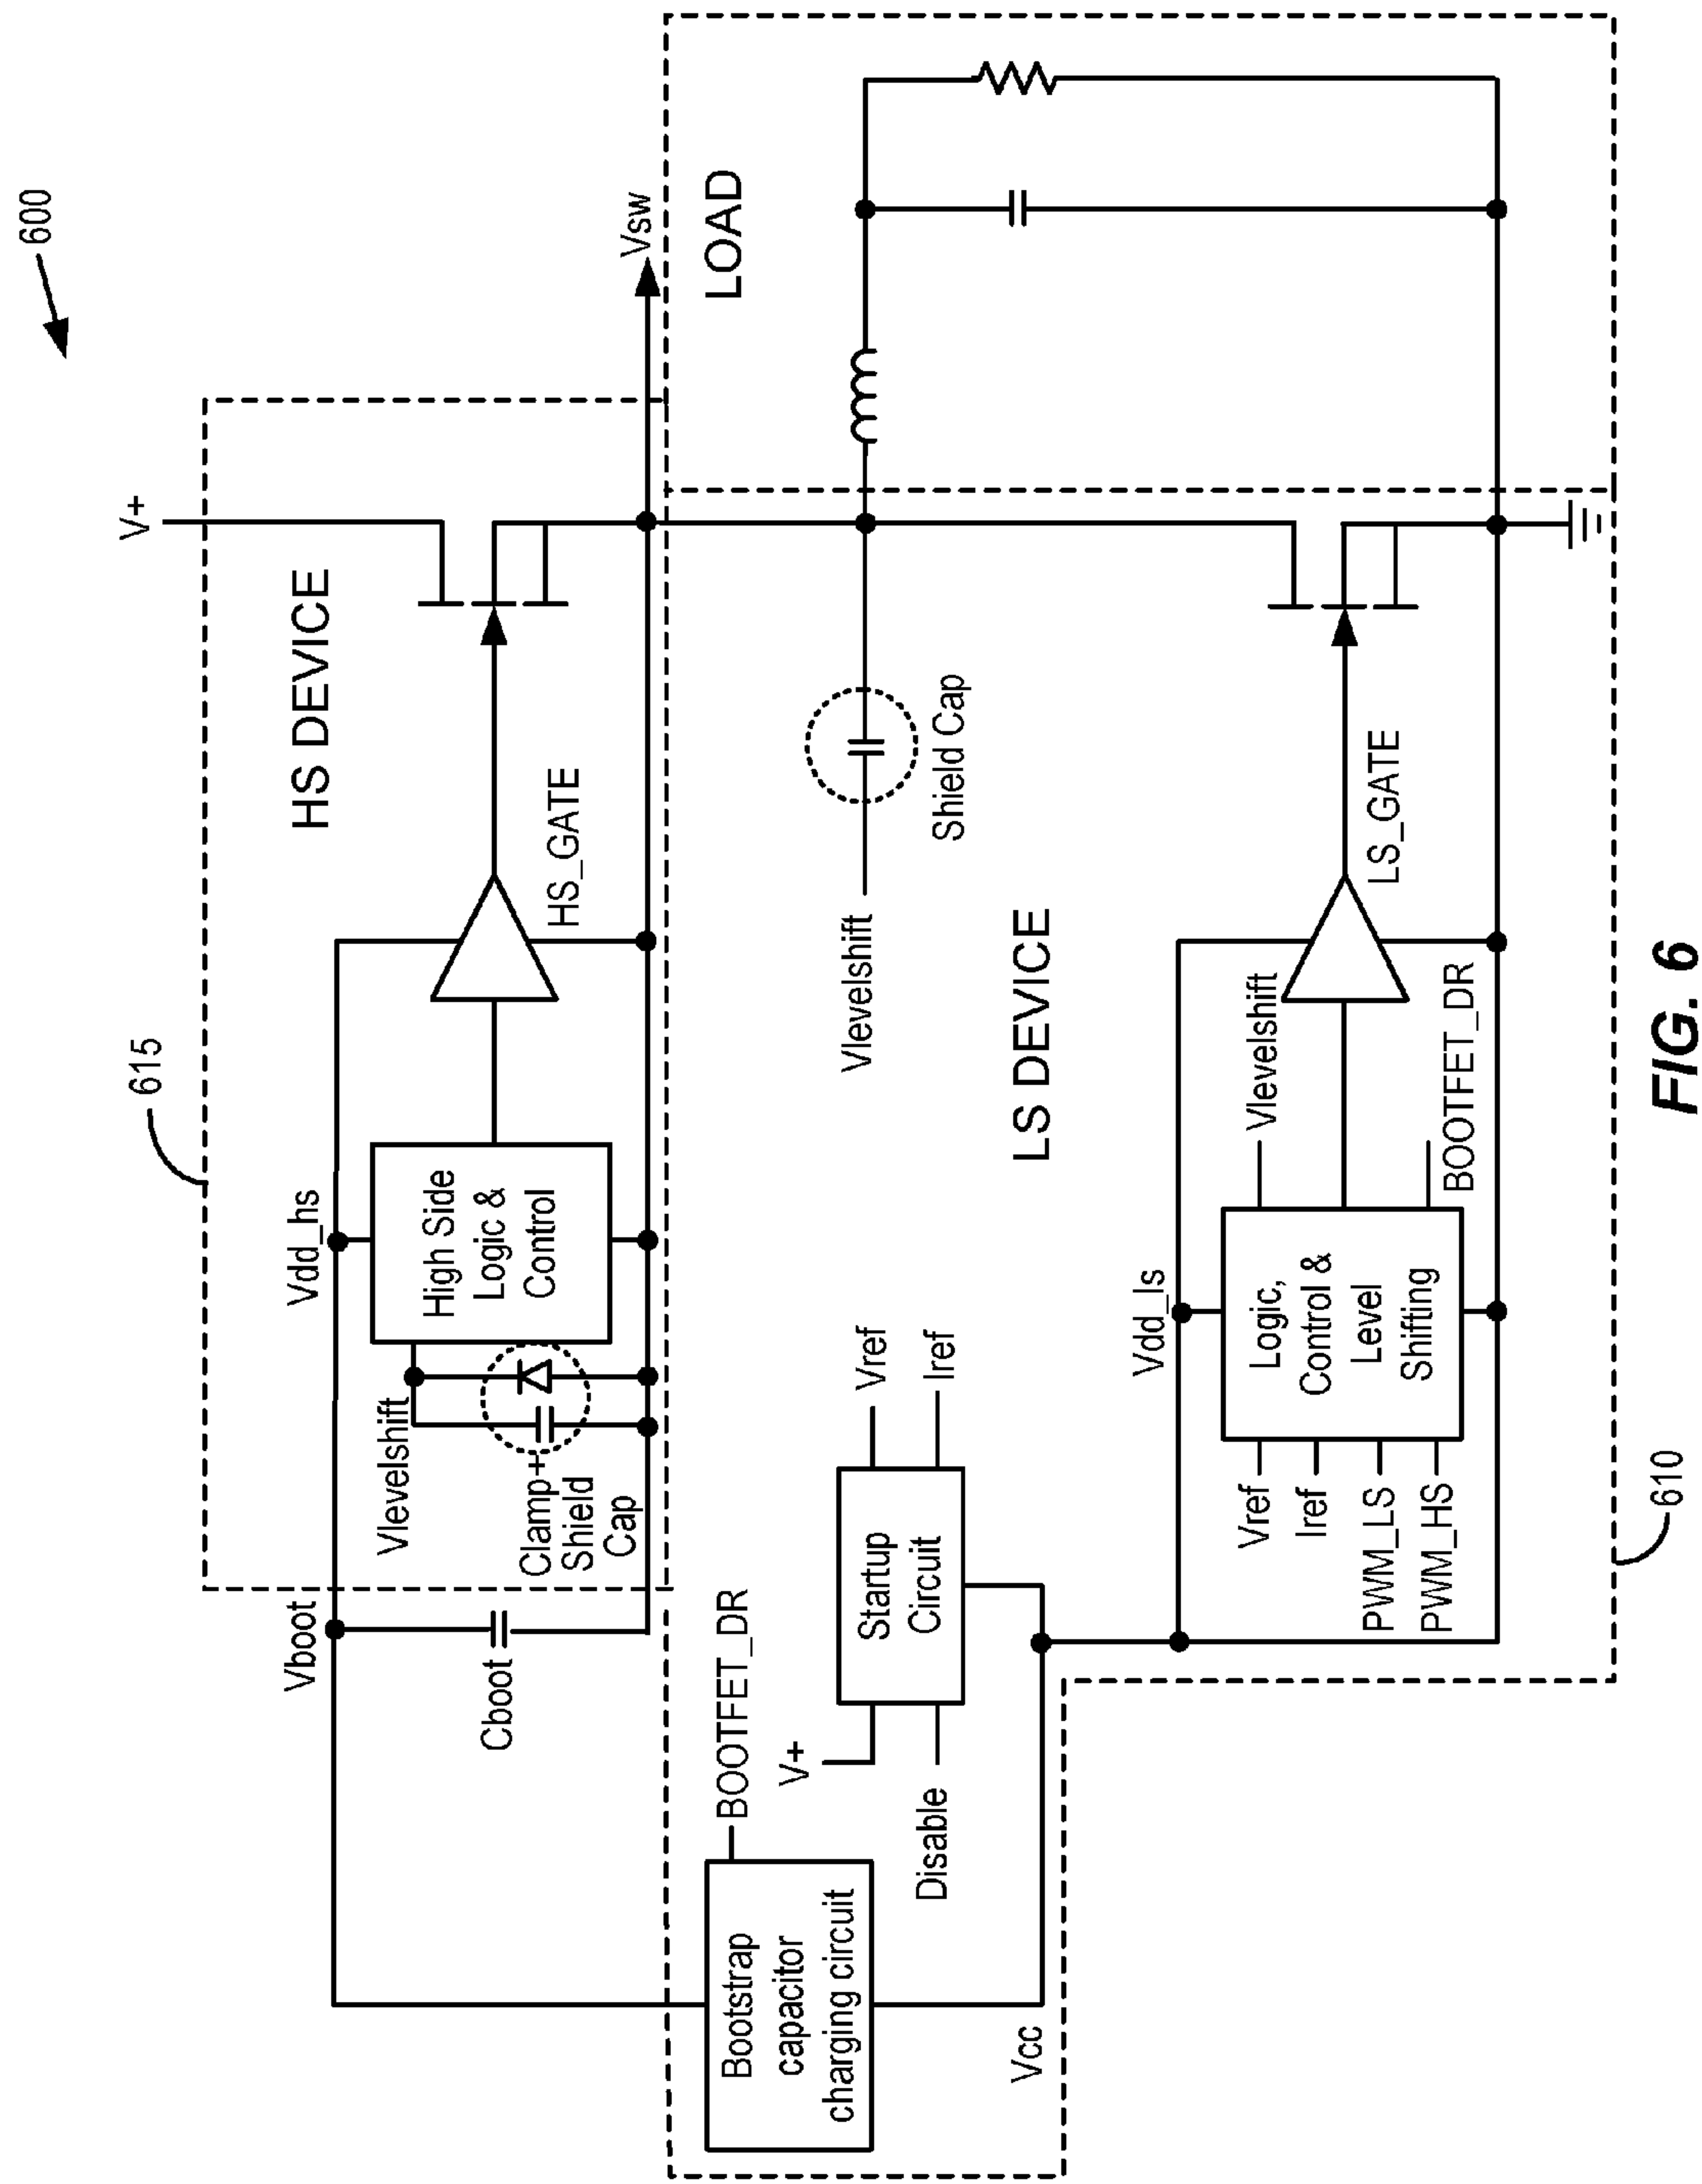 600
615
V+
HS DEVICE
Vboot
Vdd_hs
Cboot
Vlevelshift
Clamp+
Shield
Cap
High Side
Logic &
Control
HS_GATE
Vsw
LOAD
BOOTFET_DR
Bootstrap
capacitor
charging circuit
V+
Disable
Startup
Circuit
Vref
Iref
Vlevelshift
Shield Cap
LS DEVICE
Vcc
Vdd_ls
Vref
Iref
PWM_LS
PWM_HS
Logic,
Control &
Level
Shifting
Vlevelshift
BOOTFET_DR
LS_GATE
610
FIG. 6